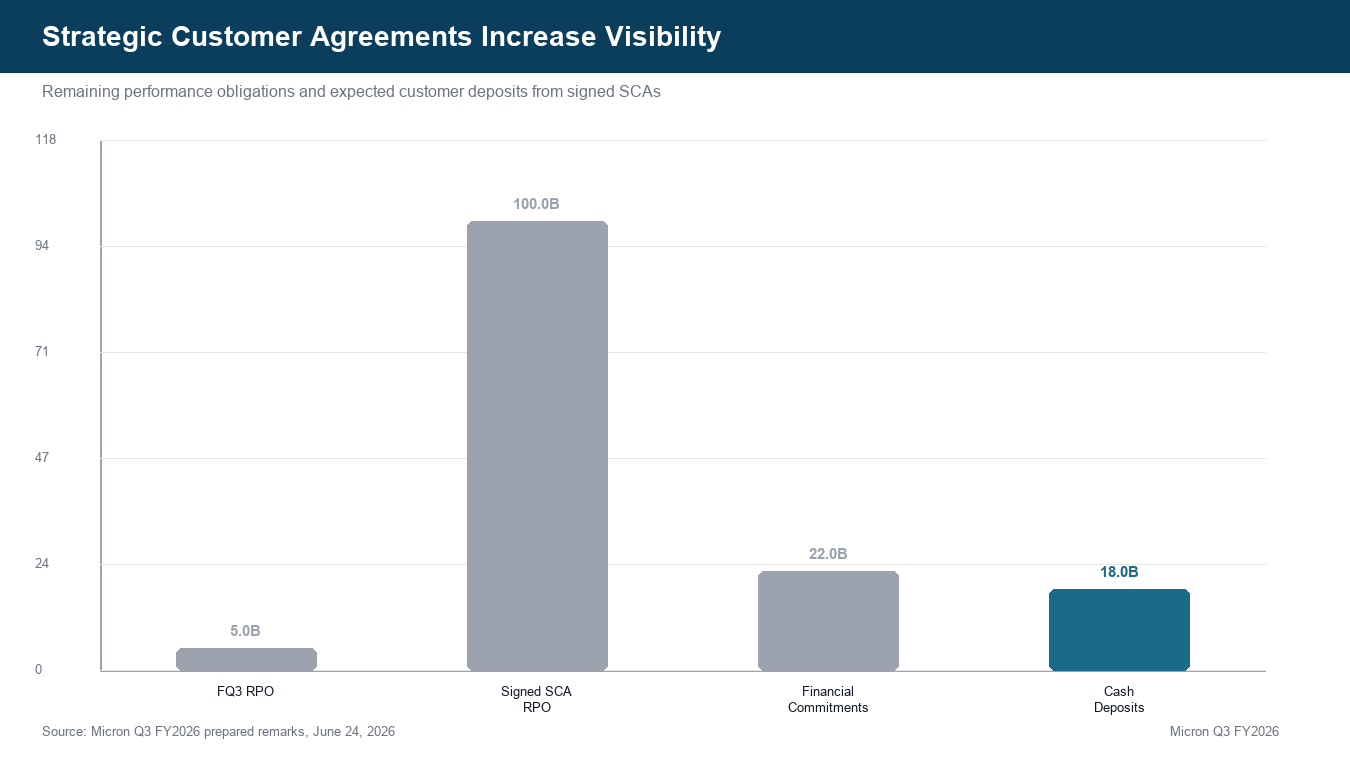 Strategic Customer Agreements Increase Visibility
Remaining performance obligations and expected customer deposits from signed SCAs
118
94
71
47
24
0
5.0B
100.0B
22.0B
18.0B
FQ3 RPO
Signed SCA
RPO
Financial
Commitments
Cash
Deposits
Source: Micron Q3 FY2026 prepared remarks, June 24, 2026
Micron Q3 FY2026